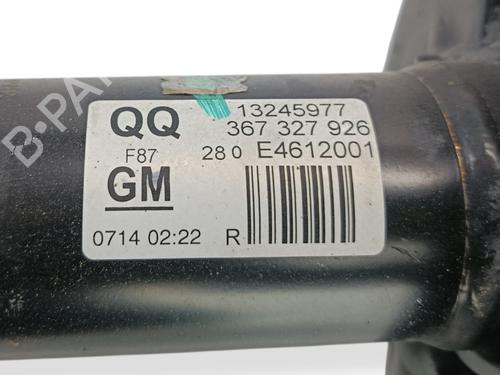 B-PARTS
QQ 13245977
367 327 926
F87 28 0 E4612001
GM
0714 02:22 R